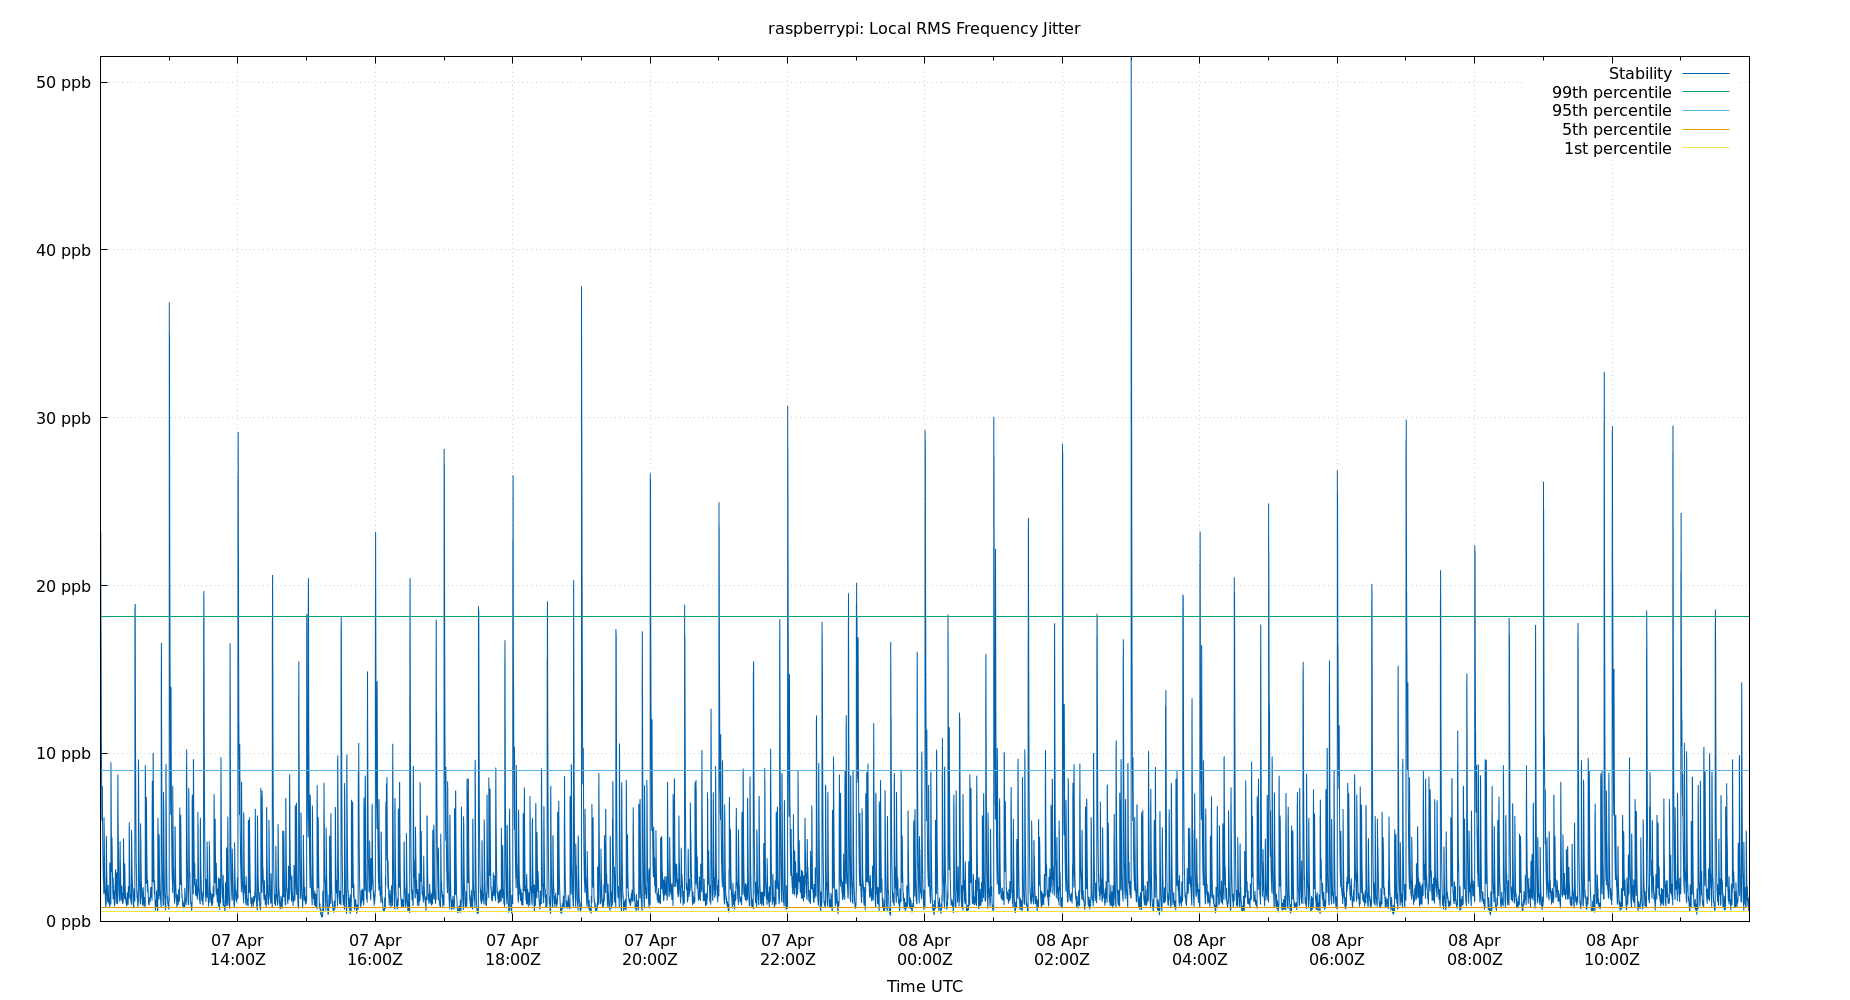 raspberrypi: Local RMS Frequency Jitter
50 ppb
40 ppb
30 ppb
20 ppb
10 ppb
0 ppb
Stability
99th percentile
95th percentile
5th percentile
1st percentile
07 Apr
14:00Z
07 Apr
16:00Z
07 Apr
18:00Z
07 Apr
20:00Z
07 Apr
22:00Z
08 Apr
00:00Z
08 Apr
02:00Z
08 Apr
04:00Z
08 Apr
06:00Z
08 Apr
08:00Z
08 Apr
10:00Z
Time UTC